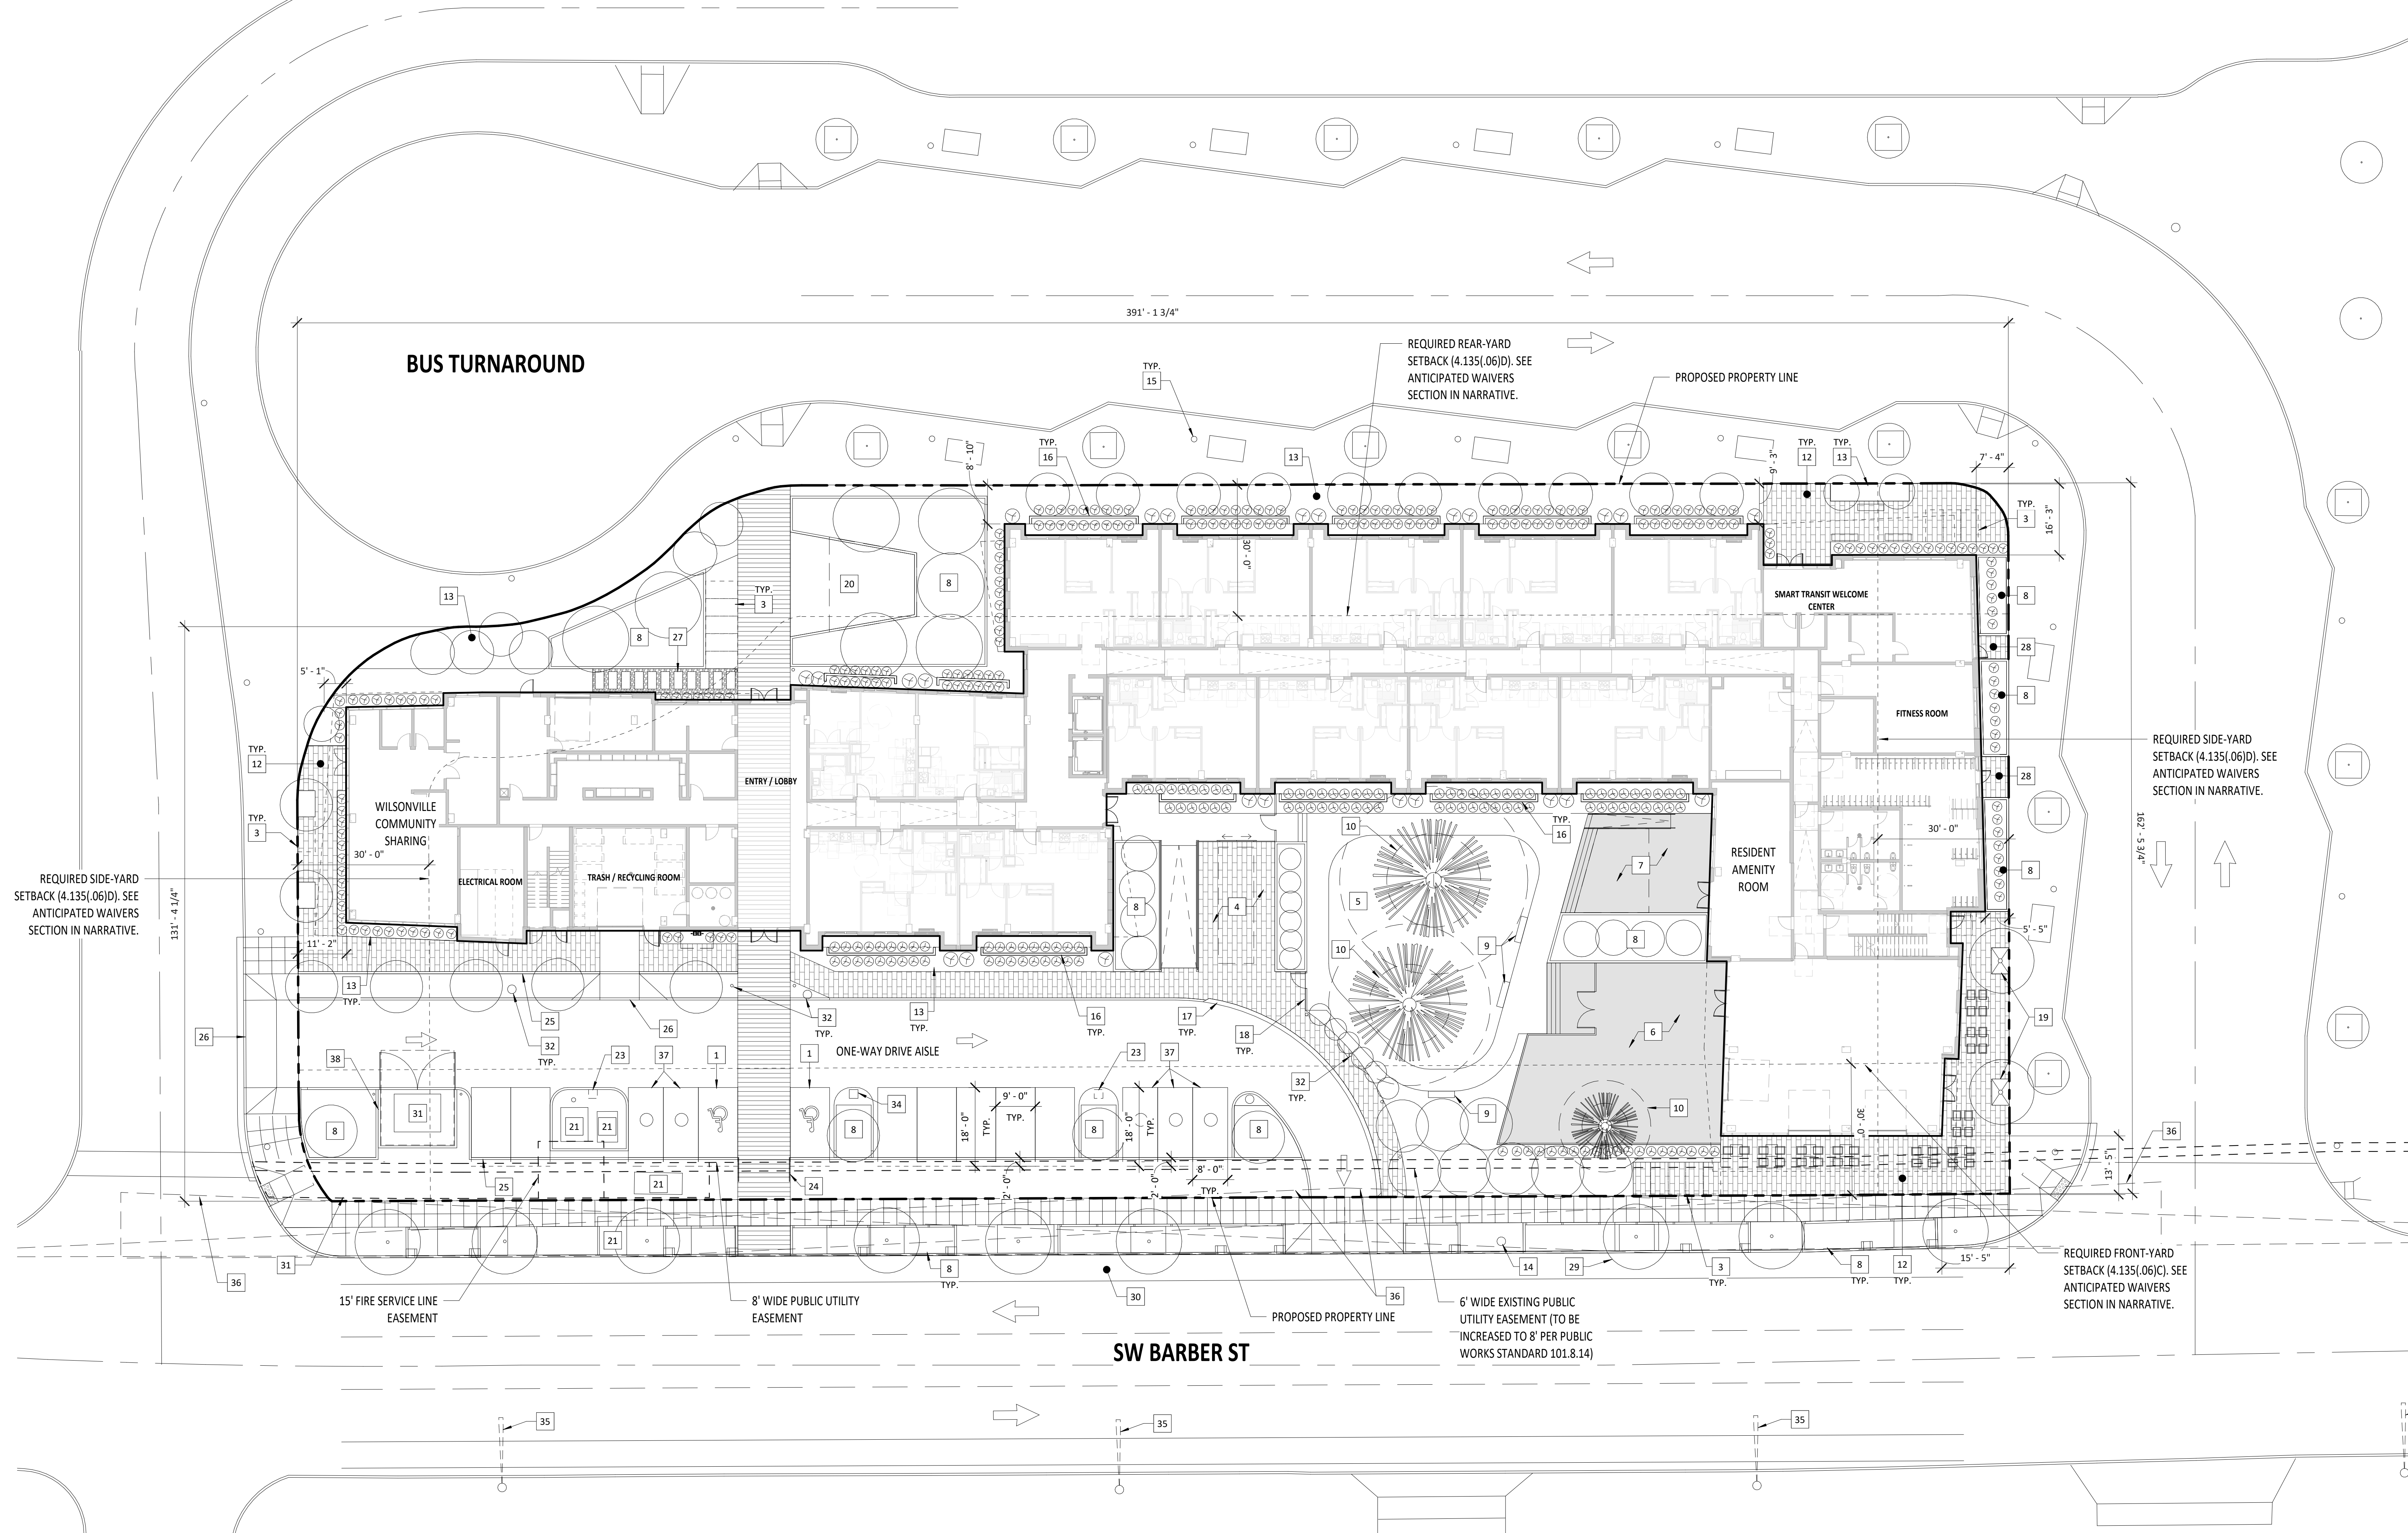 391' - 1 3/4"
BUS TURNAROUND
REQUIRED REAR-YARD
SETBACK (4.135(.06)D). SEE
ANTICIPATED WAIVERS
SECTION IN NARRATIVE.
PROPOSED PROPERTY LINE
TYP.
15
TYP.
16
8' - 10"
13
9' - 3"
TYP.
12
TYP.
13
7' - 4"
TYP.
3
16' - 3"
30' - 0"
20
8
TYP.
3
13
8
27
SMART TRANSIT WELCOME
CENTER
8
28
5' - 1"
8
FITNESS ROOM
REQUIRED SIDE-YARD
SETBACK (4.135(.06)D). SEE
ANTICIPATED WAIVERS
SECTION IN NARRATIVE.
TYP.
12
ENTRY / LOBBY
28
WILSONVILLE
COMMUNITY
SHARING
TYP.
3
30' - 0"
10
TYP.
16
30' - 0"
162' - 5 3/4"
RESIDENT
AMENITY
ROOM
7
8
REQUIRED SIDE-YARD
SETBACK (4.135(.06)D). SEE
ANTICIPATED WAIVERS
SECTION IN NARRATIVE.
131' - 4 1/4"
ELECTRICAL ROOM
TRASH / RECYCLING ROOM
8
4
5
11' - 2"
9
10
8
5' - 5"
13
TYP.
25
26
32
TYP.
13
TYP.
16
TYP.
17
TYP.
18
TYP.
6
19
26
32
TYP.
38
23
37
1
1
ONE-WAY DRIVE AISLE
23
37
32
TYP.
31
21
21
34
9' - 0"
TYP.
18' - 0"
TYP.
18' - 0"
TYP.
9
10
30' - 0"
8
8
8
8
36
25
21
24
2' - 0"
2' - 0"
8' - 0"
TYP.
13' - 5"
21
31
36
8
TYP.
30
36
14
29
3
TYP.
8
TYP.
12
TYP.
15' - 5"
REQUIRED FRONT-YARD
SETBACK (4.135(.06)C). SEE
ANTICIPATED WAIVERS
SECTION IN NARRATIVE.
15' FIRE SERVICE LINE
EASEMENT
8' WIDE PUBLIC UTILITY
EASEMENT
PROPOSED PROPERTY LINE
6' WIDE EXISTING PUBLIC
UTILITY EASEMENT (TO BE
INCREASED TO 8' PER PUBLIC
WORKS STANDARD 101.8.14)
SW BARBER ST
35
35
35